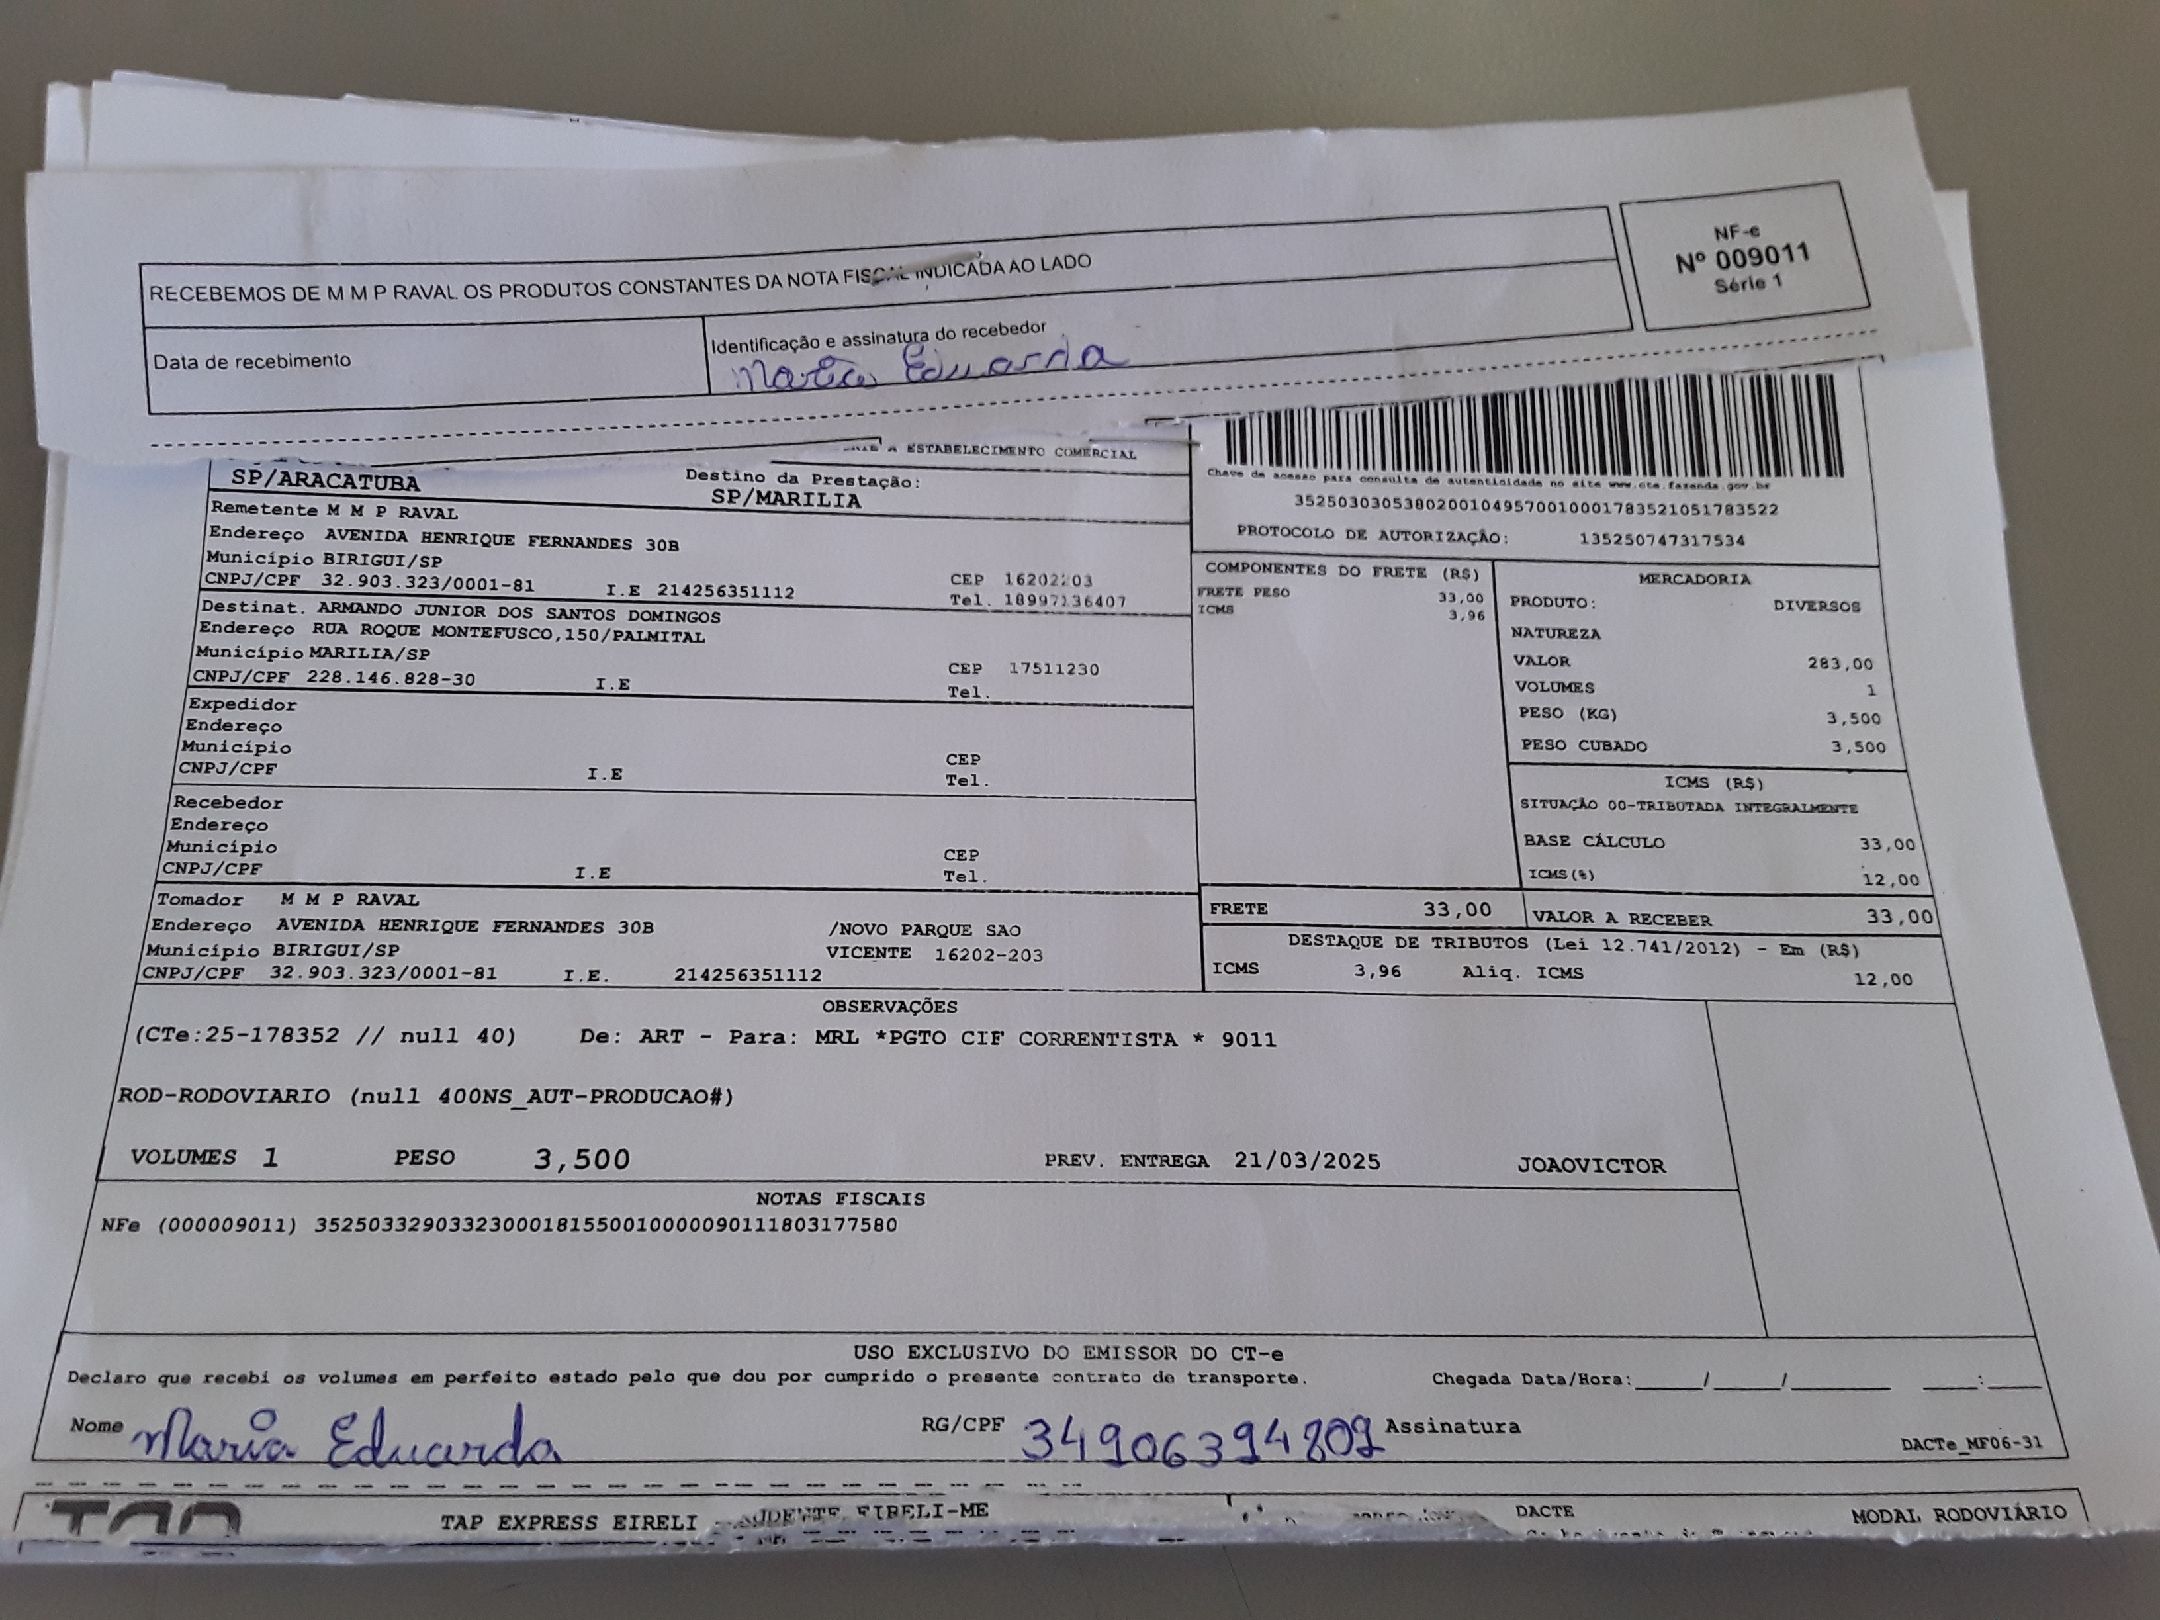 RECEBEMOS DE M M P RAVAL OS PRODUTOS CONSTANTES DA NOTA FISCAL INDICADA AO LADO
NF-e
Nº 009011
Série 1
Data de recebimento
Identificação e assinatura do recebedor
Maria Eduarda
A ESTABELECIMENTO COMERCIAL
SP/ARACATUBA
Destino da Prestação:
SP/MARILIA
Chave de acesso para consulta de autenticidade no site www.cte.fazenda.gov.br
35250303053802001049570010001783521051783522
PROTOCOLO DE AUTORIZAÇÃO: 135250747317534
Remetente M M P RAVAL
Endereço AVENIDA HENRIQUE FERNANDES 30B
Município BIRIGUI/SP
CEP 16202203
CNPJ/CPF 32.903.323/0001-81 I.E 214256351112
Tel. 18997236407
Destinat. ARMANDO JUNIOR DOS SANTOS DOMINGOS
Endereço RUA ROQUE MONTEFUSCO,150/PALMITAL
Município MARILIA/SP
CEP 17511230
CNPJ/CPF 228.146.828-30 I.E
Tel.
Expedidor
Endereço
Município
CEP
CNPJ/CPF I.E
Tel.
Recebedor
Endereço
Município
CEP
CNPJ/CPF I.E
Tel.
Tomador M M P RAVAL
Endereço AVENIDA HENRIQUE FERNANDES 30B /NOVO PARQUE SAO
Município BIRIGUI/SP VICENTE 16202-203
CNPJ/CPF 32.903.323/0001-81 I.E. 214256351112
COMPONENTES DO FRETE (R$)
FRETE PESO 33,00
ICMS 3,96
MERCADORIA
PRODUTO: DIVERSOS
NATUREZA
VALOR 283,00
VOLUMES 1
PESO (KG) 3,500
PESO CUBADO 3,500
ICMS (R$)
SITUAÇÃO 00-TRIBUTADA INTEGRALMENTE
BASE CÁLCULO 33,00
ICMS(%) 12,00
FRETE 33,00 VALOR A RECEBER 33,00
DESTAQUE DE TRIBUTOS (Lei 12.741/2012) - Em (R$)
ICMS 3,96 Aliq. ICMS 12,00
OBSERVAÇÕES
(CTe:25-178352 // null 40) De: ART - Para: MRL *PGTO CIF CORRENTISTA * 9011
ROD-RODOVIARIO (null 400NS_AUT-PRODUCAO#)
VOLUMES 1 PESO 3,500 PREV. ENTREGA 21/03/2025 JOAOVICTOR
NOTAS FISCAIS
NFe (000009011) 35250332903323000181550010000090111803177580
USO EXCLUSIVO DO EMISSOR DO CT-e
Declaro que recebi os volumes em perfeito estado pelo que dou por cumprido o presente contrato de transporte. Chegada Data/Hora:____/____/______ ___:___
Nome Maria Eduarda RG/CPF 34906394809 Assinatura
DACTe_MF06-31
TAP EXPRESS EIRELI EIRELI-ME DACTE MODAL RODOVIÁRIO